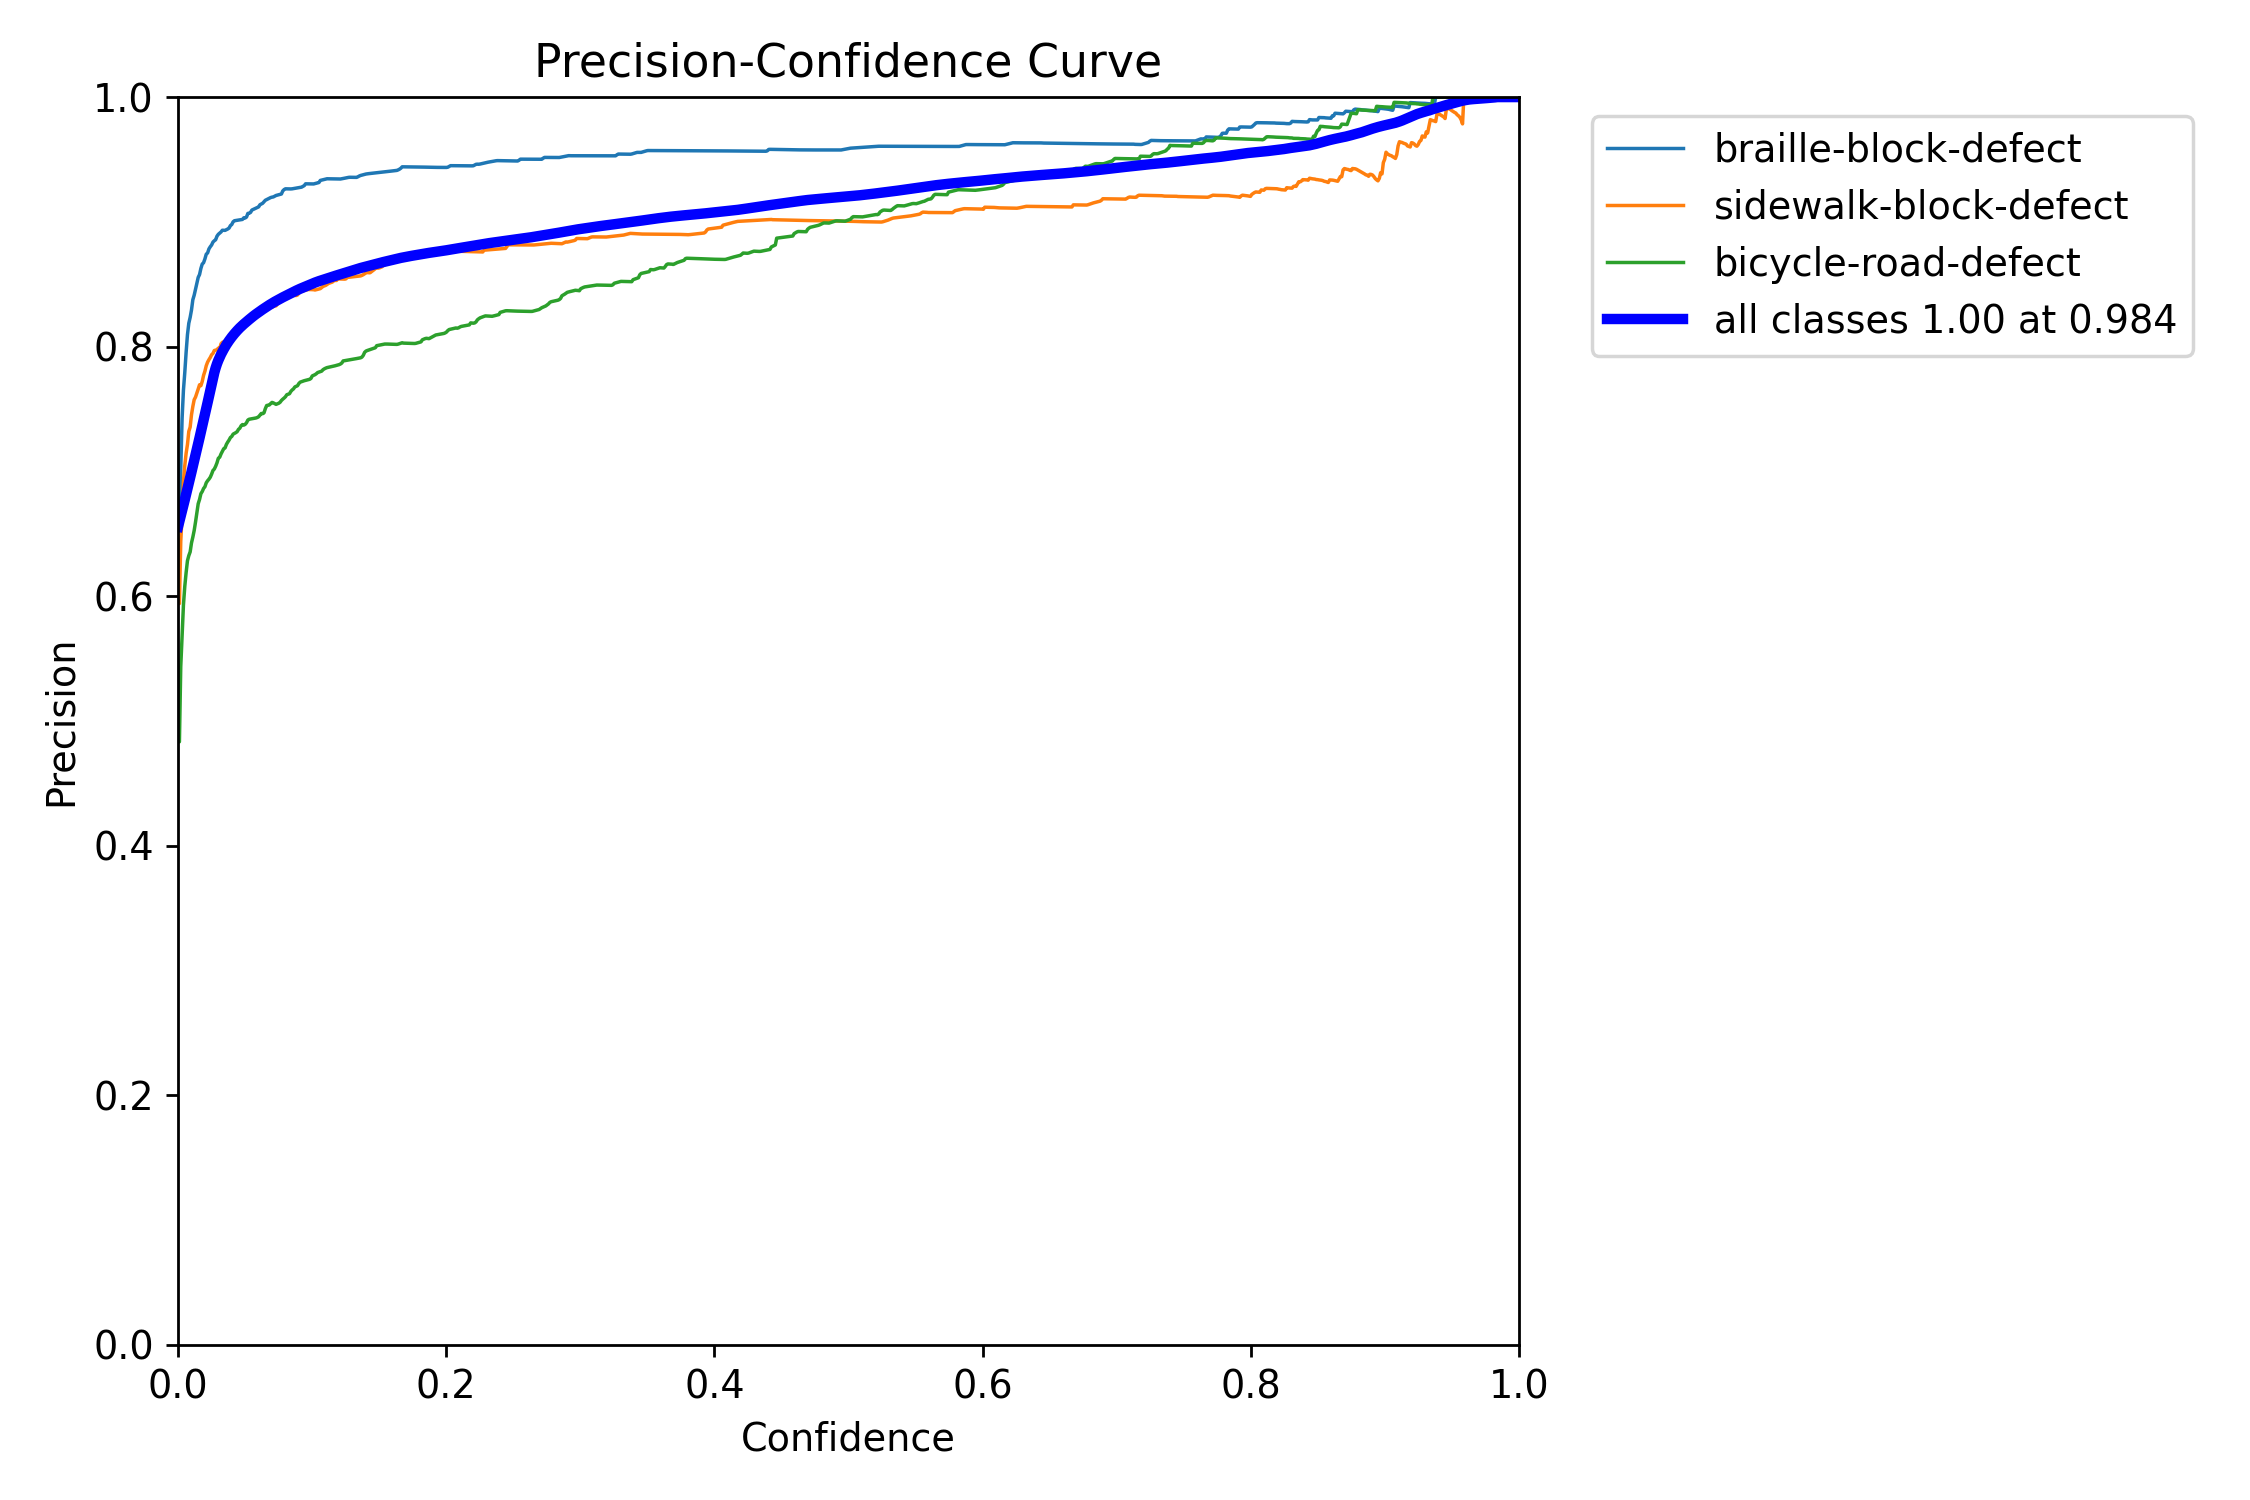 Precision-Confidence Curve
1.0
0.8
0.6
0.4
0.2
0.0
Precision
0.0 0.2 0.4 0.6 0.8 1.0
Confidence
braille-block-defect
sidewalk-block-defect
bicycle-road-defect
all classes 1.00 at 0.984